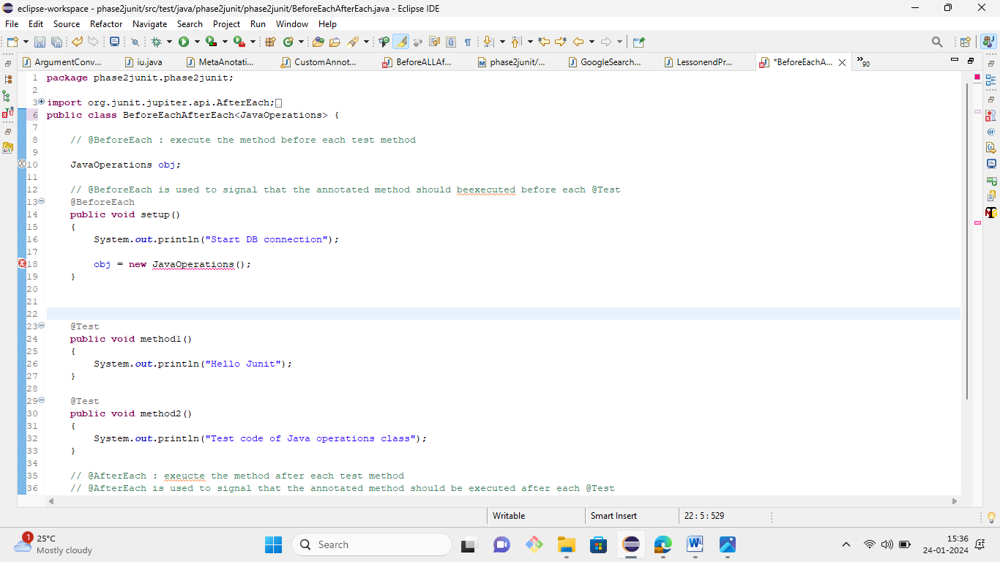 eclipse-workspace - phase2junit/src/test/java/phase2junit/phase2junit/BeforeEachAfterEach.java - Eclipse IDE
File Edit Source Refactor Navigate Search Project Run Window Help
ArgumentConv... iu.java MetaAnotati... CustomAnnot... BeforeALLAf... phase2junit/... GoogleSearch... LessonendPr... *BeforeEachA... 90
1 package phase2junit.phase2junit;
2
3 import org.junit.jupiter.api.AfterEach;
6 public class BeforeEachAfterEach<JavaOperations> {
7
8 // @BeforeEach : execute the method before each test method
9
10 JavaOperations obj;
11
12 // @BeforeEach is used to signal that the annotated method should beexecuted before each @Test
13 @BeforeEach
14 public void setup()
15 {
16 System.out.println("Start DB connection");
17
18 obj = new JavaOperations();
19 }
20
21
22
23 @Test
24 public void method1()
25 {
26 System.out.println("Hello Junit");
27 }
28
29 @Test
30 public void method2()
31 {
32 System.out.println("Test code of Java operations class");
33 }
34
35 // @AfterEach : exeucte the method after each test method
36 // @AfterEach is used to signal that the annotated method should be executed after each @Test
Writable Smart Insert 22 : 5 : 529
1 25°C
Mostly cloudy
Search
15:36
24-01-2024